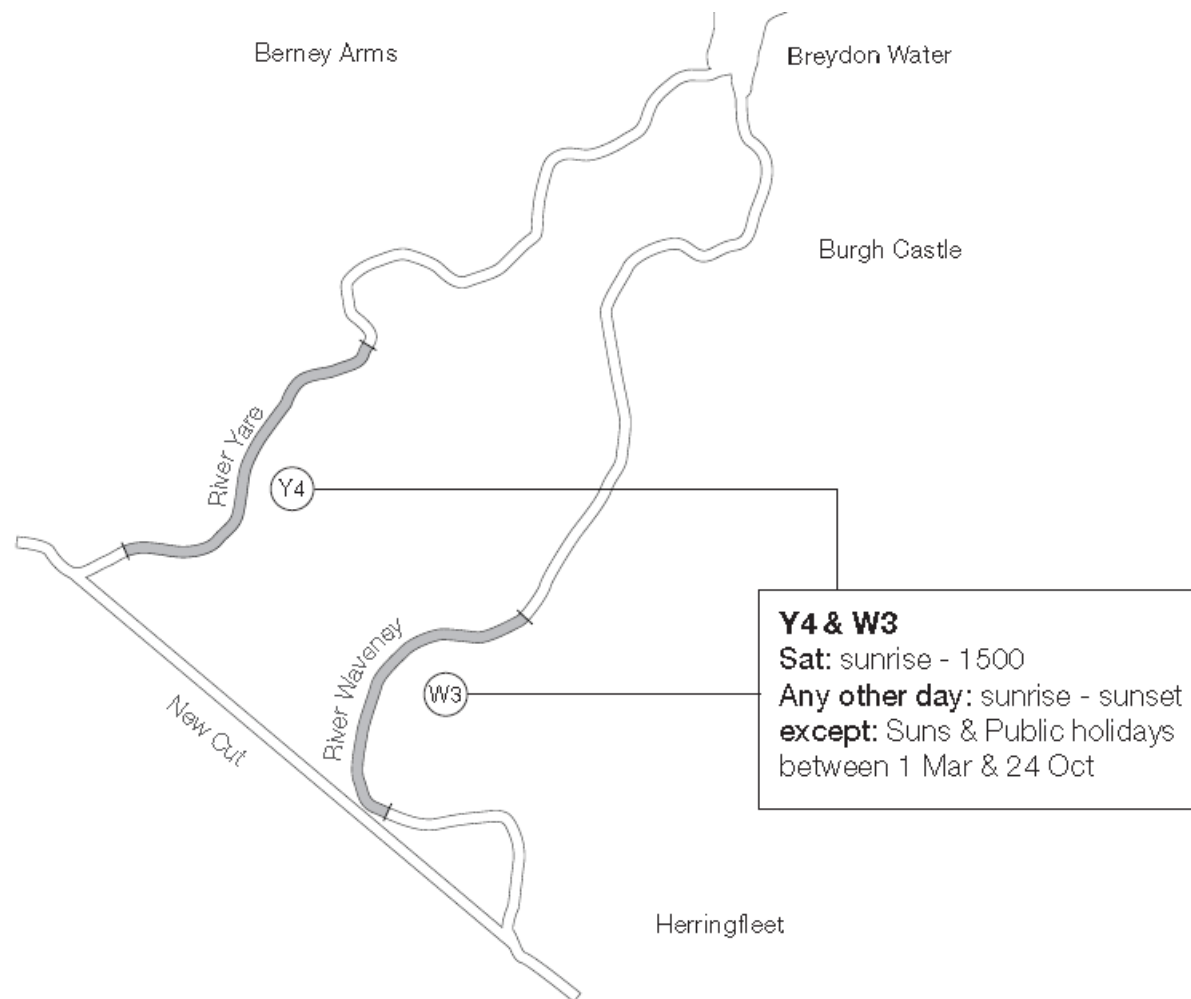 Berney Arms
Breydon Water
Burgh Castle
River Yare
Y4
Y4 & W3
Sat: sunrise - 1500
Any other day: sunrise - sunset
except: Suns & Public holidays
between 1 Mar & 24 Oct
River Waveney
W3
New Cut
Herringfleet